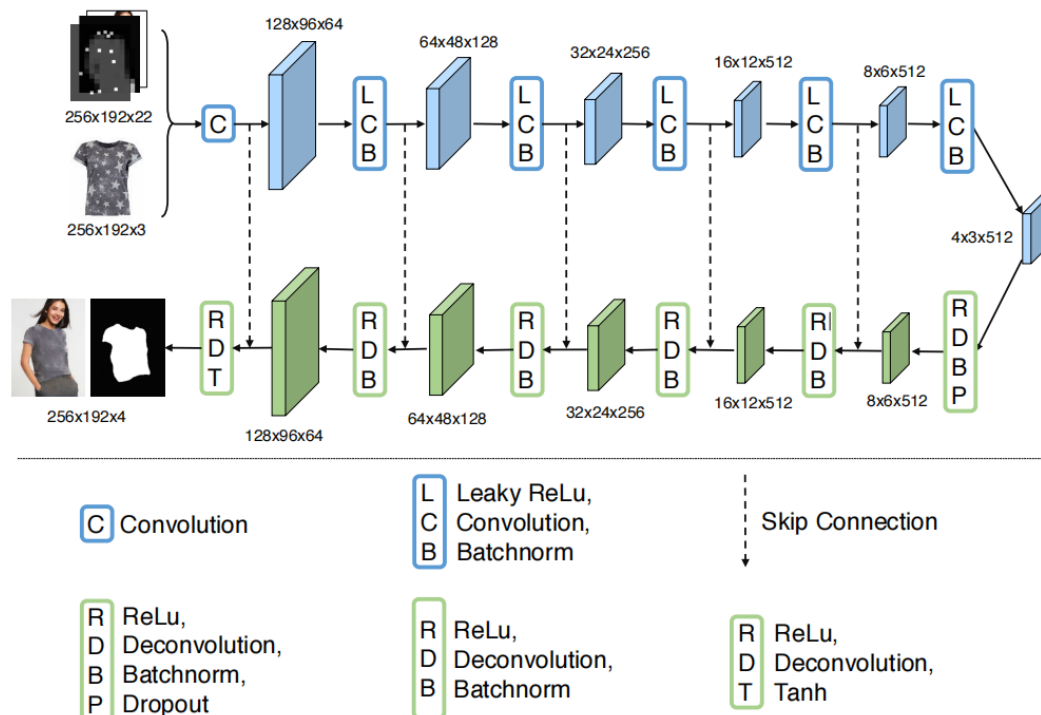 128x96x64
64x48x128
32x24x256
16x12x512
8x6x512
256x192x22
C
L
C
B
L
C
B
L
C
B
L
C
B
L
C
B
256x192x3
4x3x512
R
D
T
R
D
B
R
D
B
R
D
B
R
D
B
R
D
B
P
256x192x4
128x96x64
64x48x128
32x24x256
16x12x512
8x6x512
C Convolution
L Leaky ReLu,
C Convolution,
B Batchnorm
Skip Connection
R ReLu,
D Deconvolution,
B Batchnorm,
P Dropout
R ReLu,
D Deconvolution,
B Batchnorm
R ReLu,
D Deconvolution,
T Tanh